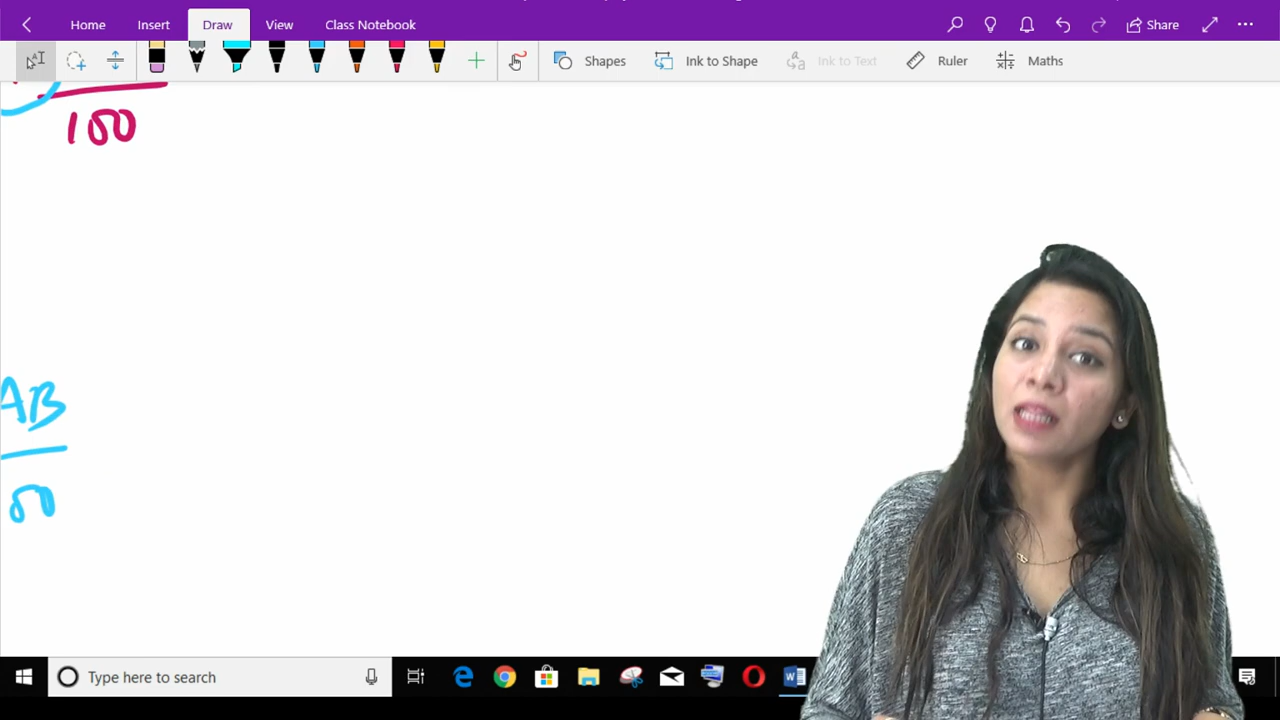 Home Insert Draw View Class Notebook Share
Shapes Ink to Shape Ink to Text Ruler Maths
100
AB
00
Type here to search